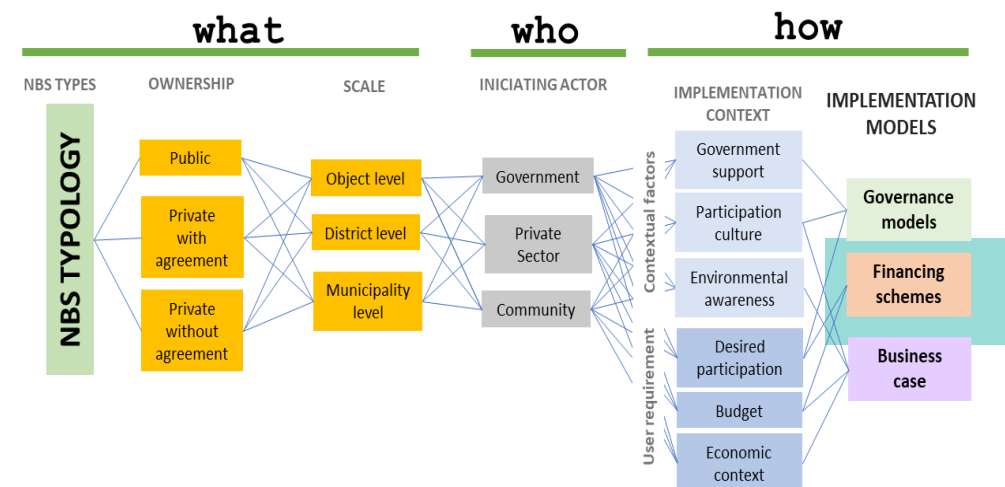 what
who
how
NBS TYPES
OWNERSHIP
SCALE
INICIATING ACTOR
IMPLEMENTATION
CONTEXT
IMPLEMENTATION
MODELS
NBS TYPOLOGY
Public
Private
with
agreement
Private
without
agreement
Object level
District level
Municipality
level
Government
Private
Sector
Community
Contextual factors
User requirement
Government
support
Participation
culture
Environmental
awareness
Desired
participation
Budget
Economic
context
Governance
models
Financing
schemes
Business
case